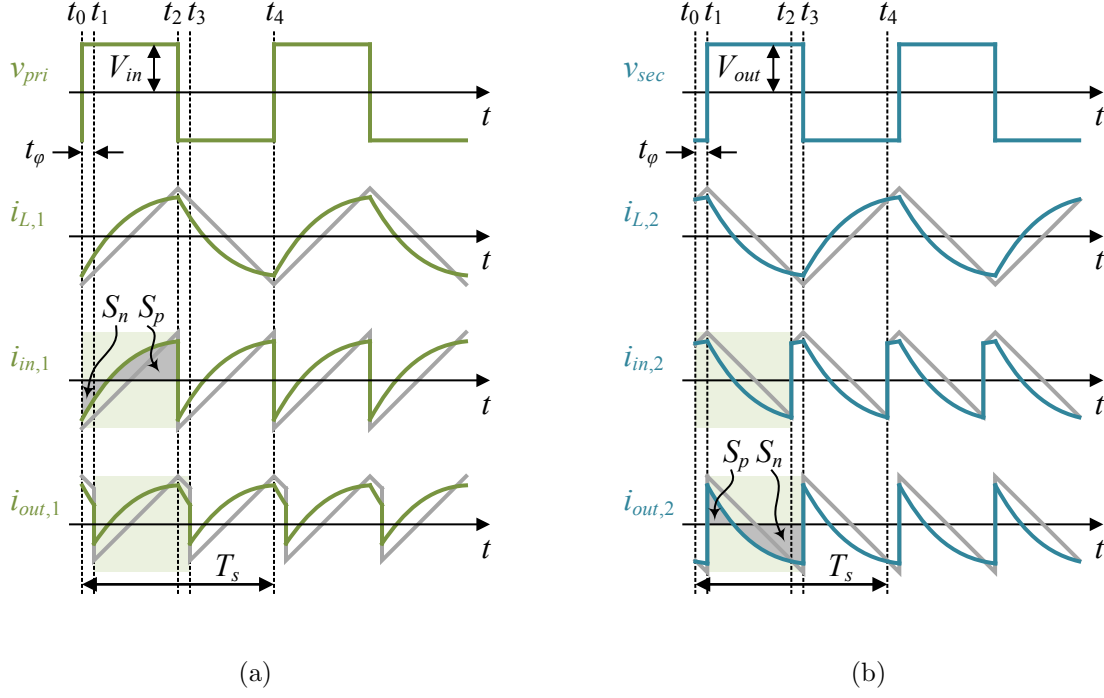 t0 t1 t2 t3 t4
vpri
Vin
t
tφ
iL,1
t
Sn Sp
iin,1
t
iout,1
t
Ts
(a)
t0 t1 t2 t3 t4
vsec
Vout
t
tφ
iL,2
t
iin,2
t
Sp Sn
iout,2
t
Ts
(b)